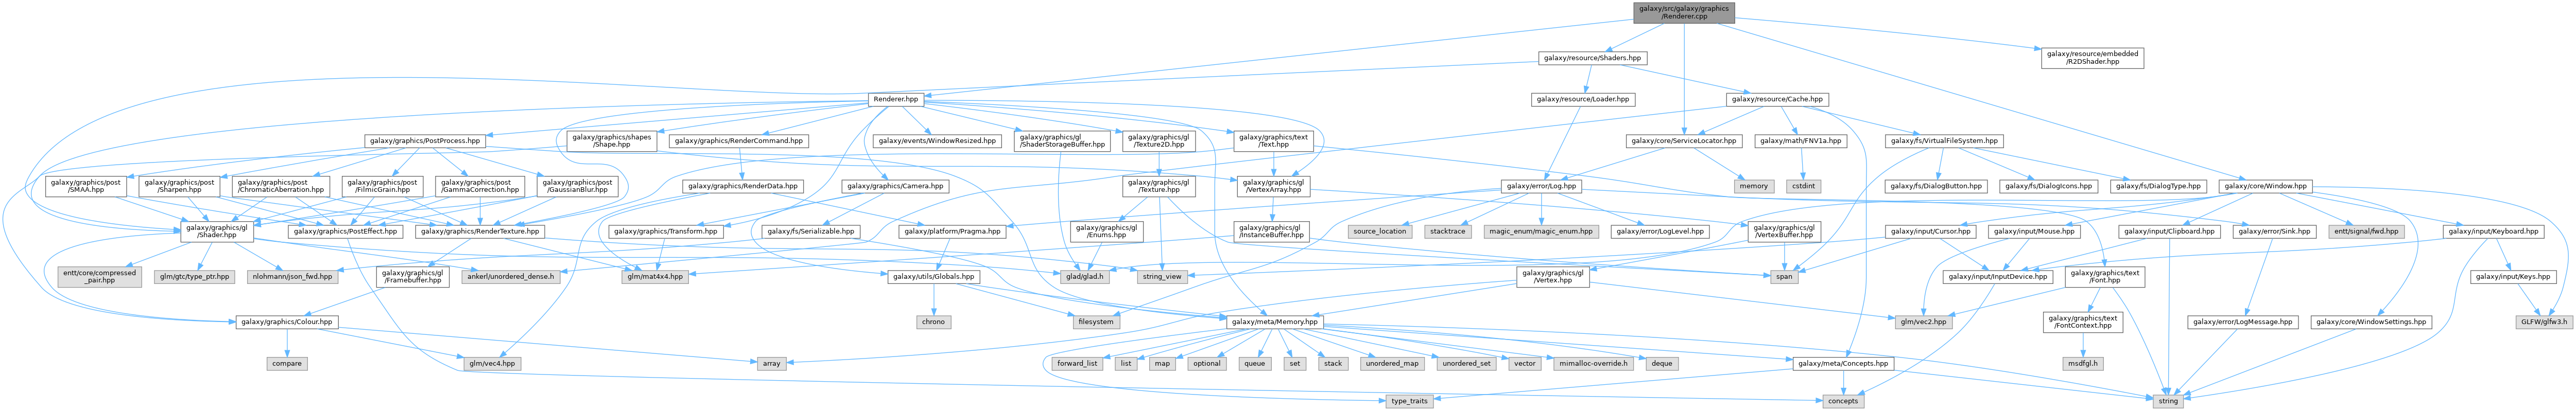 galaxy/src/galaxy/graphics
/Renderer.cpp
galaxy/resource/Shaders.hpp
galaxy/resource/embedded
/R2DShader.hpp
Renderer.hpp
galaxy/resource/Loader.hpp
galaxy/resource/Cache.hpp
galaxy/graphics/PostProcess.hpp
galaxy/graphics/shapes
/Shape.hpp
galaxy/graphics/RenderCommand.hpp
galaxy/events/WindowResized.hpp
galaxy/graphics/gl
/ShaderStorageBuffer.hpp
galaxy/graphics/gl
/Texture2D.hpp
galaxy/graphics/text
/Text.hpp
galaxy/core/ServiceLocator.hpp
galaxy/math/FNV1a.hpp
galaxy/fs/VirtualFileSystem.hpp
galaxy/graphics/post
/SMAA.hpp
galaxy/graphics/post
/Sharpen.hpp
galaxy/graphics/post
/ChromaticAberration.hpp
galaxy/graphics/post
/FilmicGrain.hpp
galaxy/graphics/post
/GammaCorrection.hpp
galaxy/graphics/post
/GaussianBlur.hpp
galaxy/graphics/RenderData.hpp
galaxy/graphics/Camera.hpp
galaxy/graphics/gl
/Texture.hpp
galaxy/graphics/gl
/VertexArray.hpp
galaxy/error/Log.hpp
memory
cstdint
galaxy/fs/DialogButton.hpp
galaxy/fs/DialogIcons.hpp
galaxy/fs/DialogType.hpp
galaxy/core/Window.hpp
galaxy/graphics/gl
/Shader.hpp
galaxy/graphics/PostEffect.hpp
galaxy/graphics/RenderTexture.hpp
galaxy/graphics/Transform.hpp
galaxy/fs/Serializable.hpp
galaxy/platform/Pragma.hpp
galaxy/graphics/gl
/Enums.hpp
galaxy/graphics/gl
/InstanceBuffer.hpp
source_location
stacktrace
magic_enum/magic_enum.hpp
galaxy/error/LogLevel.hpp
galaxy/graphics/gl
/VertexBuffer.hpp
galaxy/input/Cursor.hpp
galaxy/input/Mouse.hpp
galaxy/input/Clipboard.hpp
galaxy/error/Sink.hpp
entt/signal/fwd.hpp
galaxy/input/Keyboard.hpp
entt/core/compressed
_pair.hpp
glm/gtc/type_ptr.hpp
nlohmann/json_fwd.hpp
galaxy/graphics/gl
/Framebuffer.hpp
ankerl/unordered_dense.h
glm/mat4x4.hpp
galaxy/utils/Globals.hpp
glad/glad.h
string_view
galaxy/graphics/gl
/Vertex.hpp
span
galaxy/input/InputDevice.hpp
galaxy/graphics/text
/Font.hpp
galaxy/input/Keys.hpp
galaxy/graphics/Colour.hpp
chrono
filesystem
galaxy/meta/Memory.hpp
glm/vec2.hpp
galaxy/graphics/text
/FontContext.hpp
galaxy/error/LogMessage.hpp
galaxy/core/WindowSettings.hpp
GLFW/glfw3.h
compare
glm/vec4.hpp
array
forward_list
list
map
optional
queue
set
stack
unordered_map
unordered_set
vector
mimalloc-override.h
deque
galaxy/meta/Concepts.hpp
msdfgl.h
type_traits
concepts
string